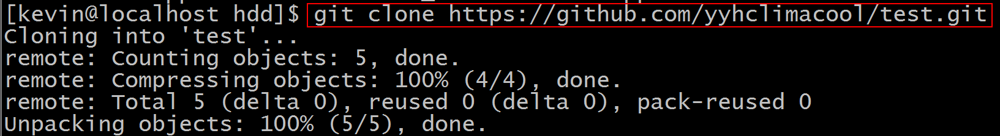 [kevin@localhost hdd]$ git clone https://github.com/yyhclimacool/test.git
Cloning into 'test'...
remote: Counting objects: 5, done.
remote: Compressing objects: 100% (4/4), done.
remote: Total 5 (delta 0), reused 0 (delta 0), pack-reused 0
Unpacking objects: 100% (5/5), done.